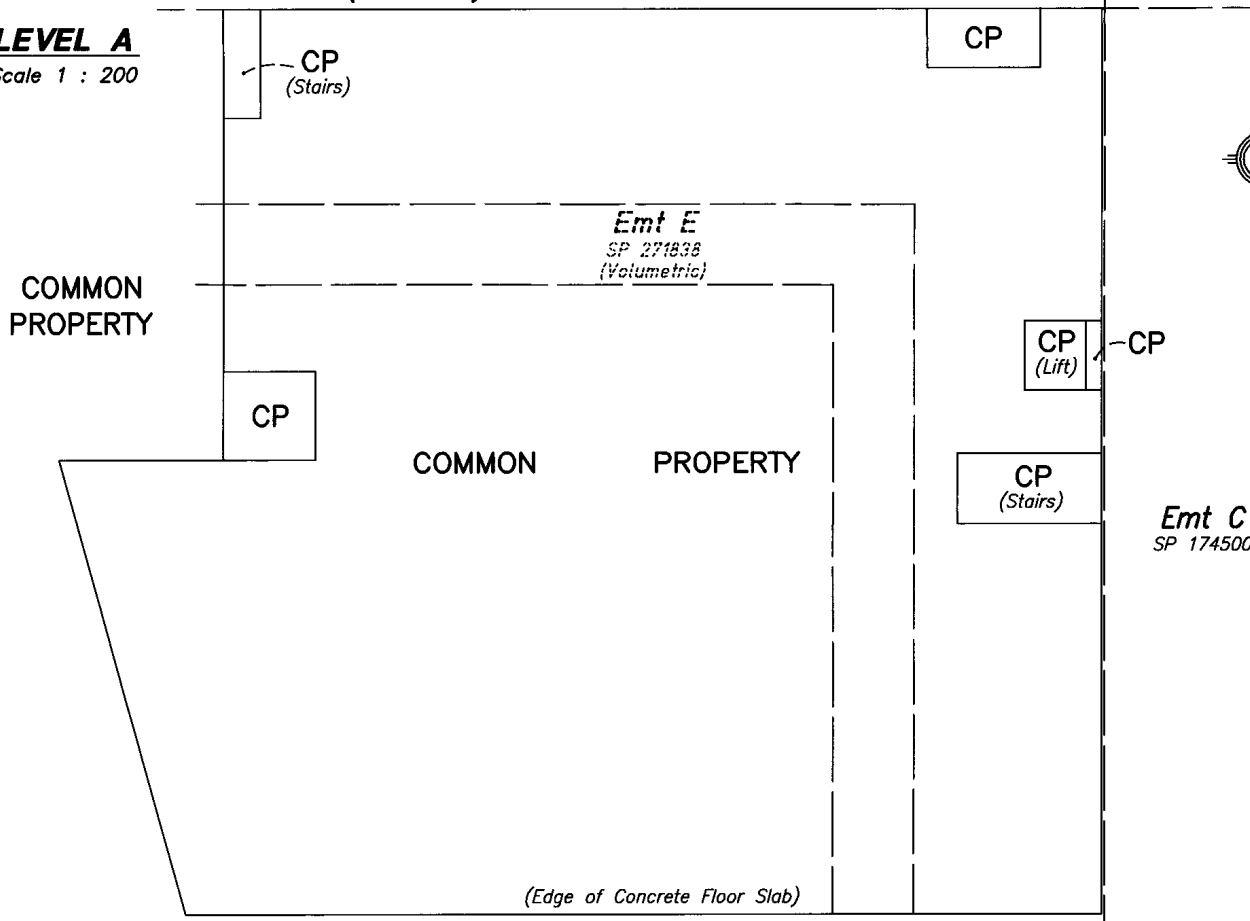 LEVEL A
Scale 1 : 200
CP
(Stairs)
CP
Emt E
SP 271838
(Volumetric)
COMMON
PROPERTY
CP
(Lift)
CP
CP
COMMON PROPERTY
CP
(Stairs)
Emt C
SP 174500
(Edge of Concrete Floor Slab)